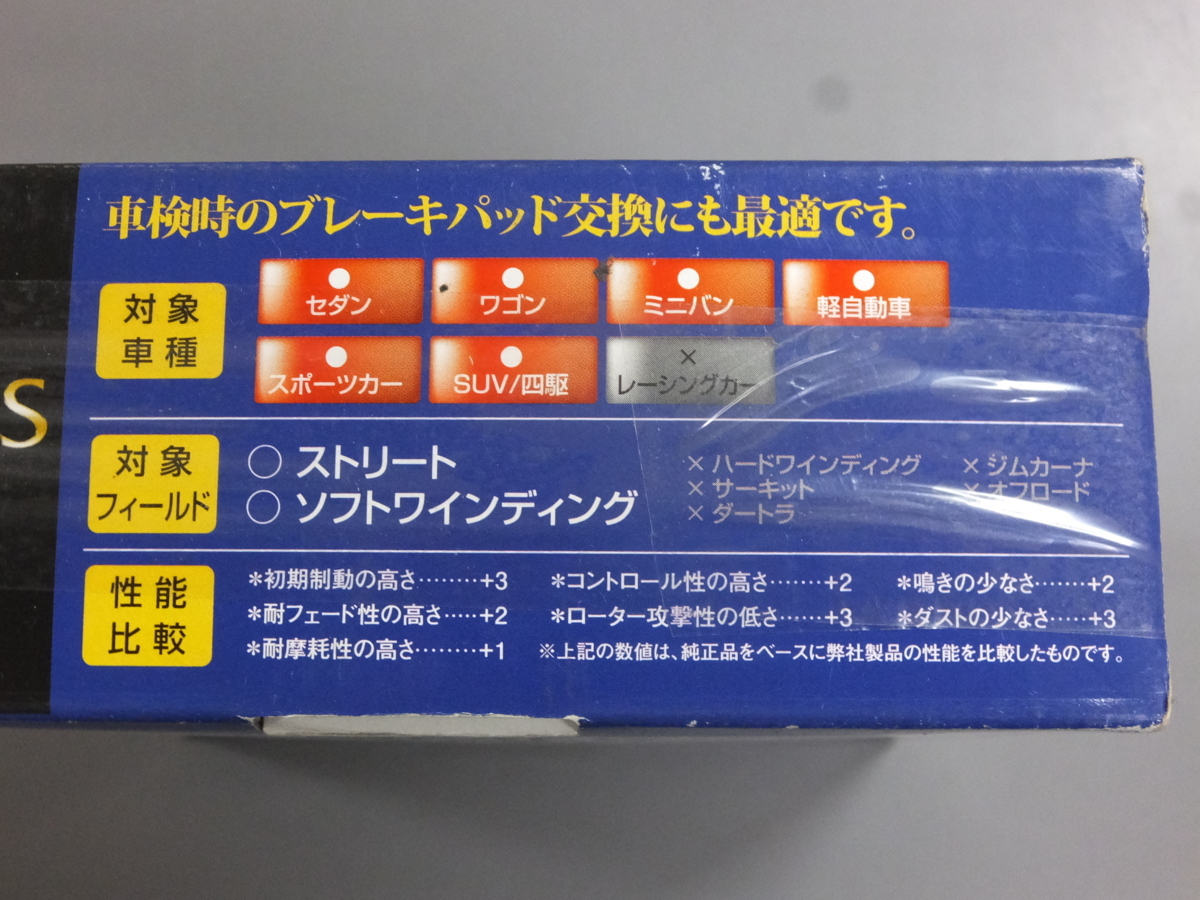 車検時のブレーキパッド交換にも最適です。
対象
車種
● セダン
● ワゴン
● ミニバン
● 軽自動車
● スポーツカー
● SUV/四駆
× レーシングカー
S
対象
フィールド
○ ストリート
○ ソフトワインディング
× ハードワインディング × ジムカーナ
× サーキット × オフロード
× ダートラ
性能
比較
*初期制動の高さ‥‥‥‥+3 *コントロール性の高さ‥‥‥+2 *鳴きの少なさ‥‥‥+2
*耐フェード性の高さ‥‥+2 *ローター攻撃性の低さ‥‥‥+3 *ダストの少なさ‥‥‥+3
*耐摩耗性の高さ‥‥‥‥+1 ※上記の数値は、純正品をベースに弊社製品の性能を比較したものです。